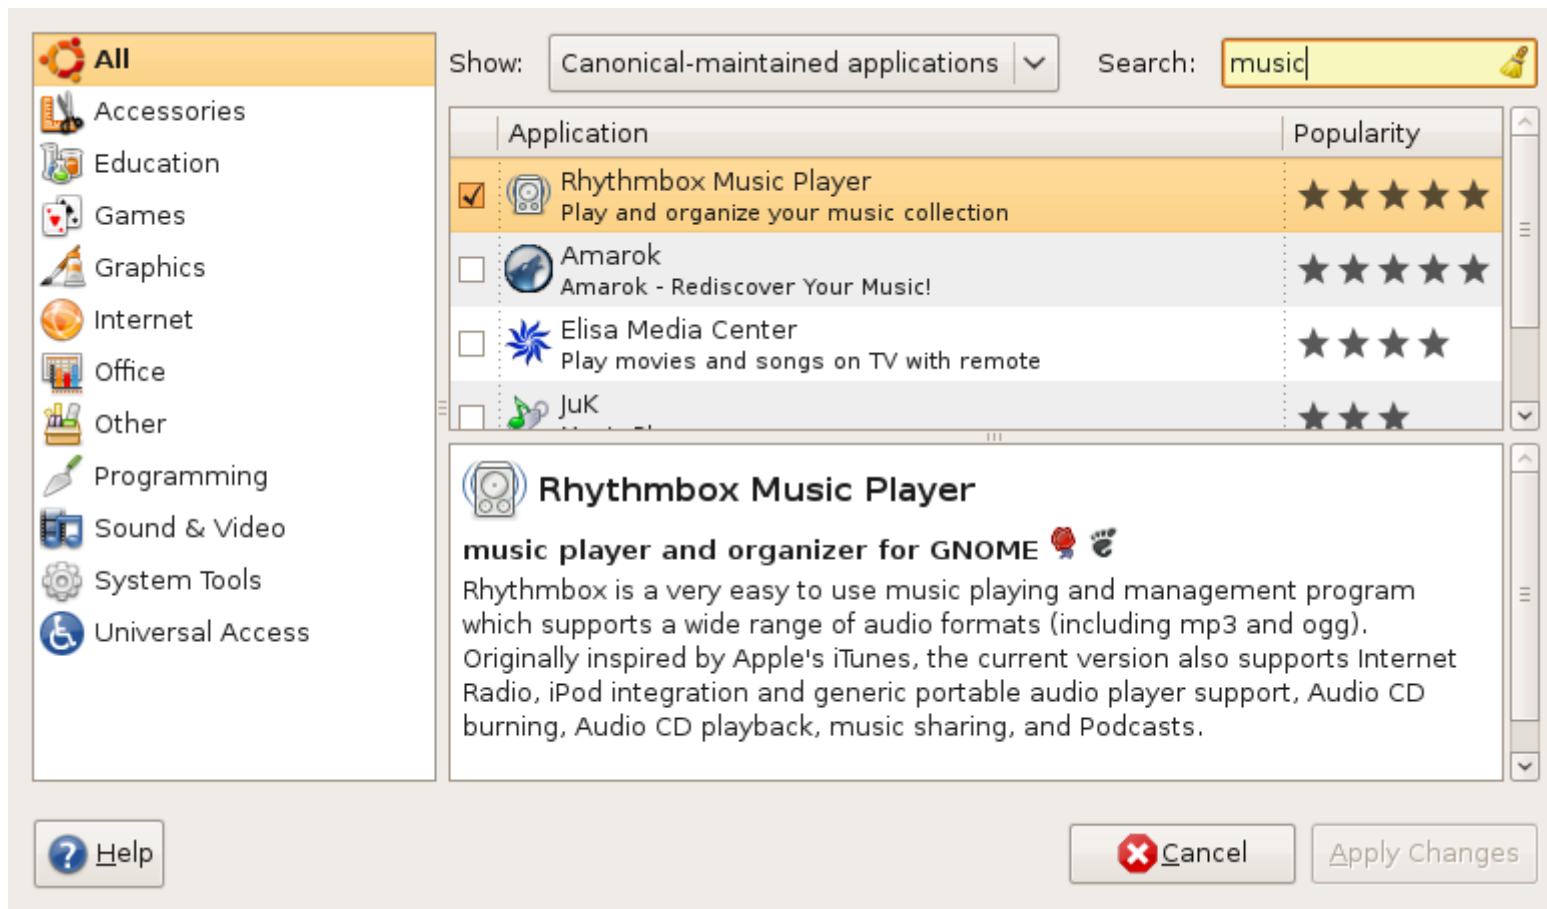 All
Accessories
Education
Games
Graphics
Internet
Office
Other
Programming
Sound & Video
System Tools
Universal Access
Show: Canonical-maintained applications Search: music
Application Popularity
Rhythmbox Music Player
Play and organize your music collection
Amarok
Amarok - Rediscover Your Music!
Elisa Media Center
Play movies and songs on TV with remote
JuK
Rhythmbox Music Player
music player and organizer for GNOME
Rhythmbox is a very easy to use music playing and management program
which supports a wide range of audio formats (including mp3 and ogg).
Originally inspired by Apple's iTunes, the current version also supports Internet
Radio, iPod integration and generic portable audio player support, Audio CD
burning, Audio CD playback, music sharing, and Podcasts.
Help Cancel Apply Changes